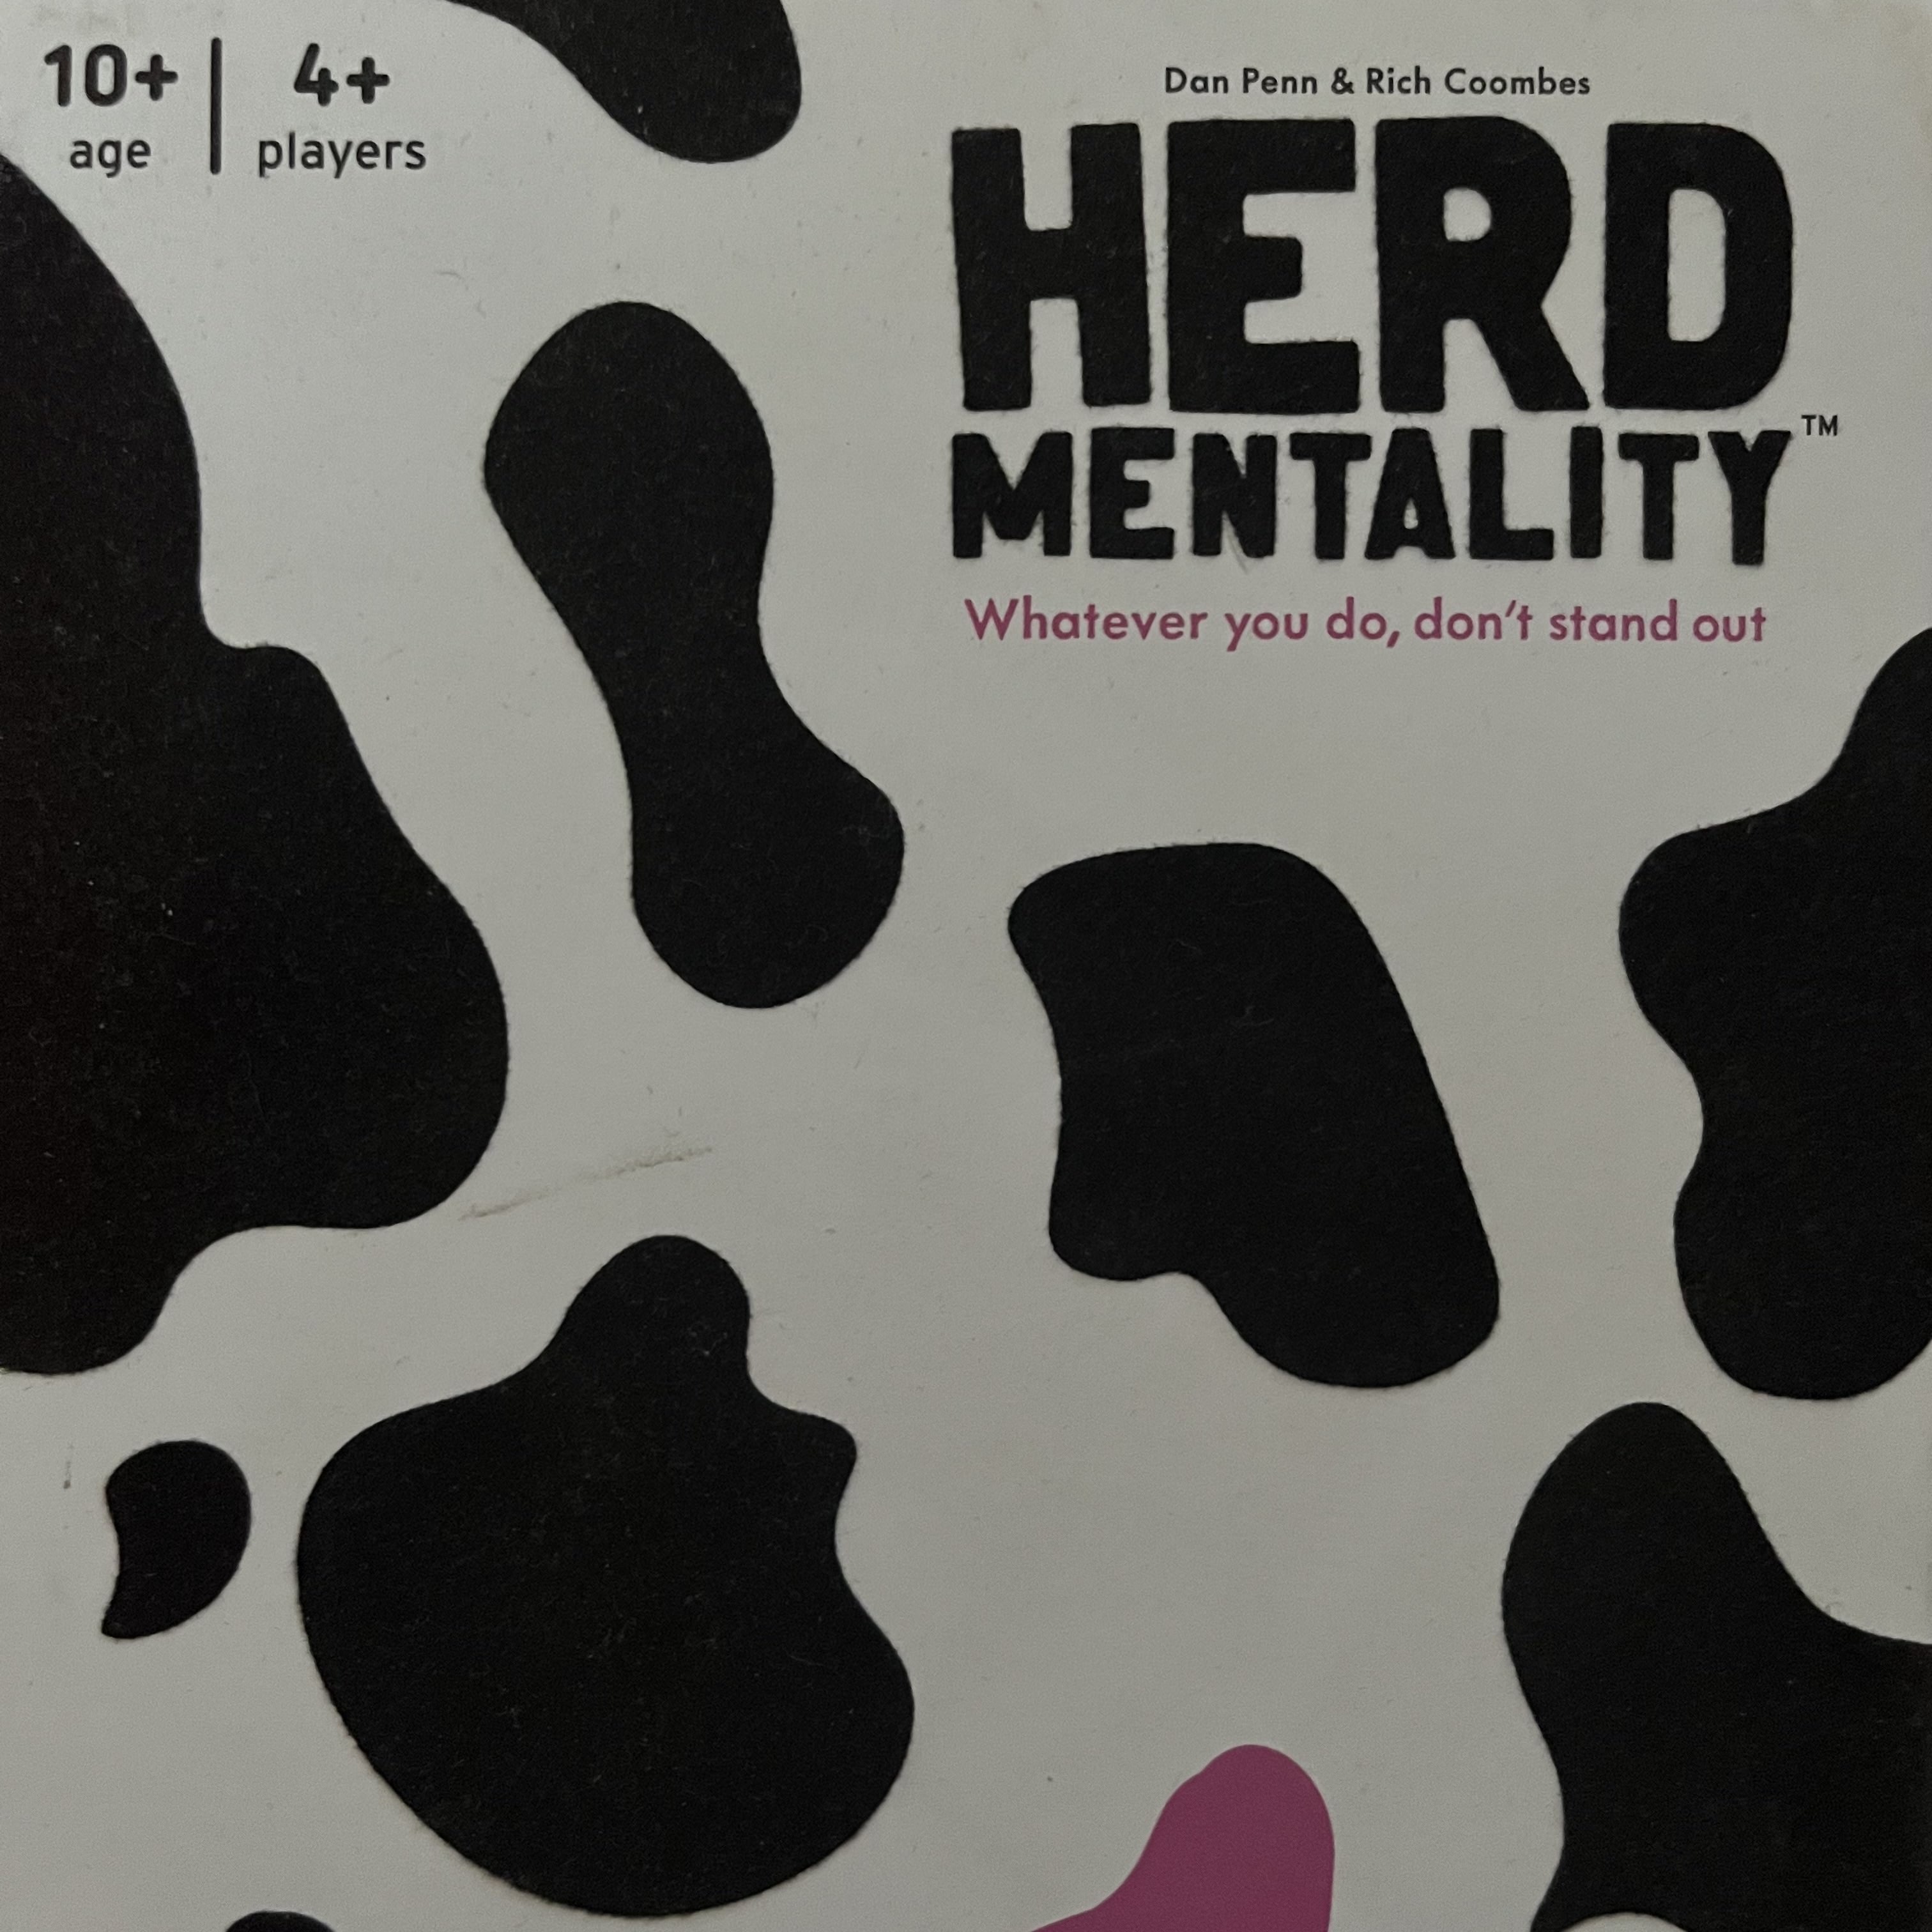 10+
age
4+
players
Dan Penn & Rich Coombes
HERD
MENTALITY™
Whatever you do, don't stand out